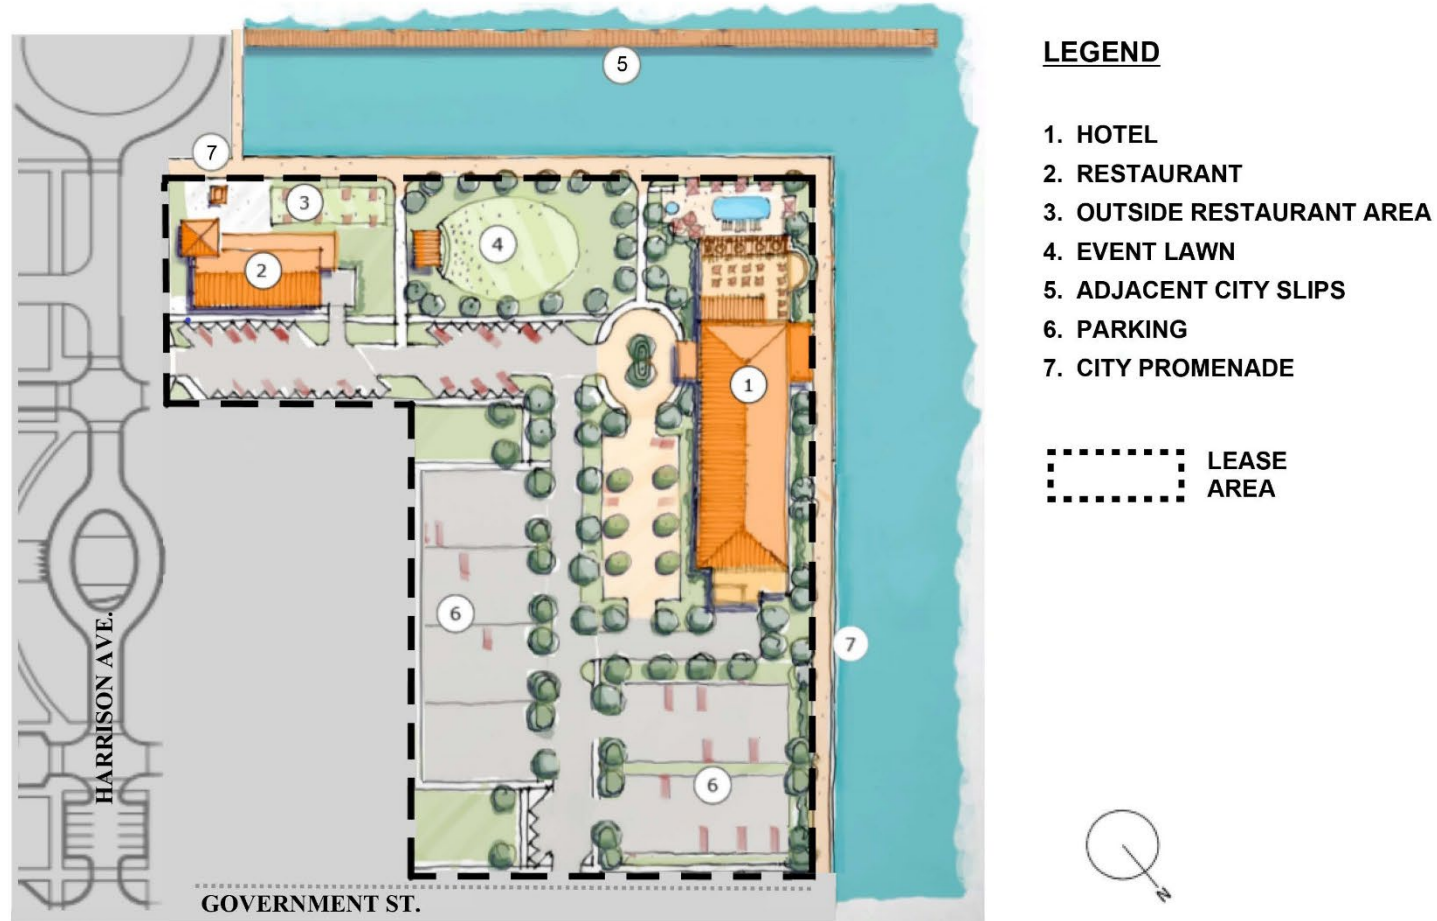 5
7
3
4
2
1
6
7
6
HARRISON AVE.
GOVERNMENT ST.
LEGEND
1. HOTEL
2. RESTAURANT
3. OUTSIDE RESTAURANT AREA
4. EVENT LAWN
5. ADJACENT CITY SLIPS
6. PARKING
7. CITY PROMENADE
LEASE
AREA
N